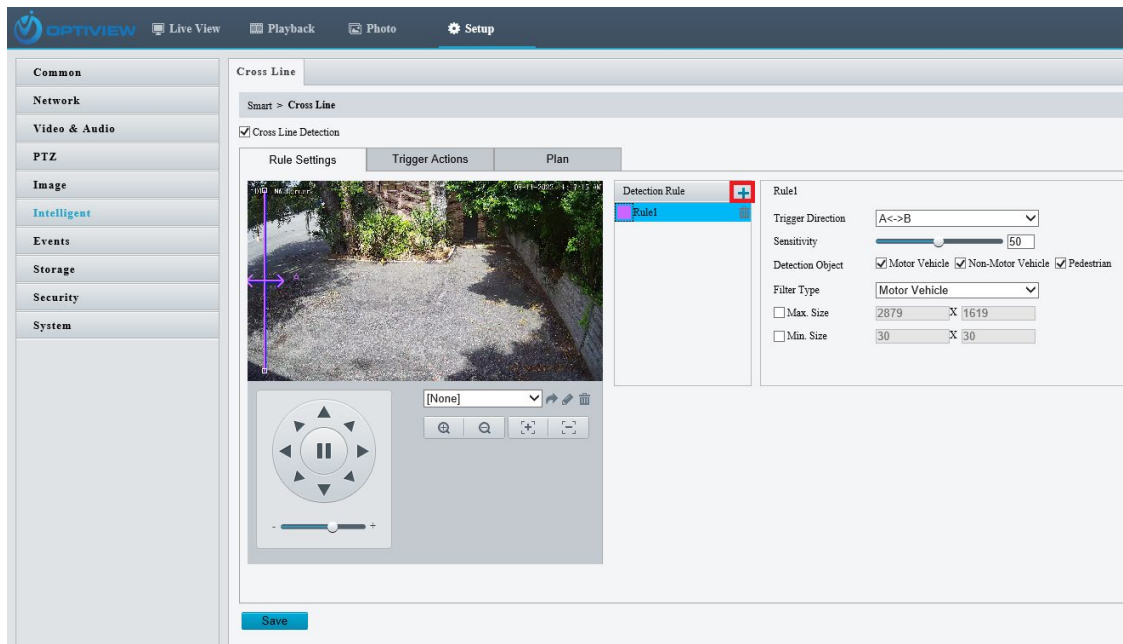 OPTIVIEW Live View Playback Photo Setup
Common
Network
Video & Audio
PTZ
Image
Intelligent
Events
Storage
Security
System
Cross Line
Smart > Cross Line
Cross Line Detection
Rule Settings Trigger Actions Plan
A
Detection Rule
Rule1
Rule1
Trigger Direction A<->B
Sensitivity 50
Detection Object Motor Vehicle Non-Motor Vehicle Pedestrian
Filter Type Motor Vehicle
Max. Size 2879 X 1619
Min. Size 30 X 30
[None]
- +
Save